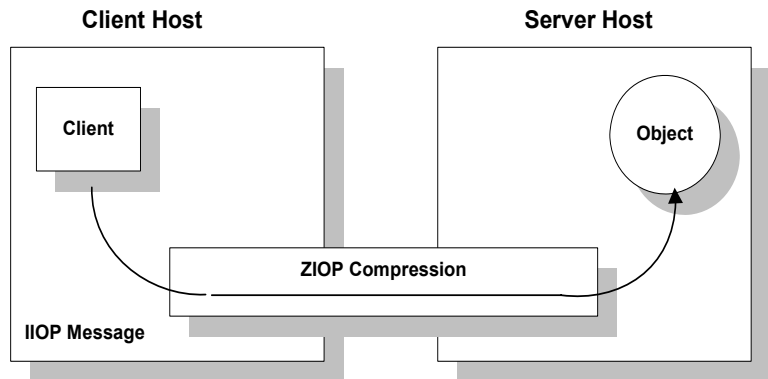 Client Host
Server Host
Client
Object
ZIOP Compression
IIOP Message